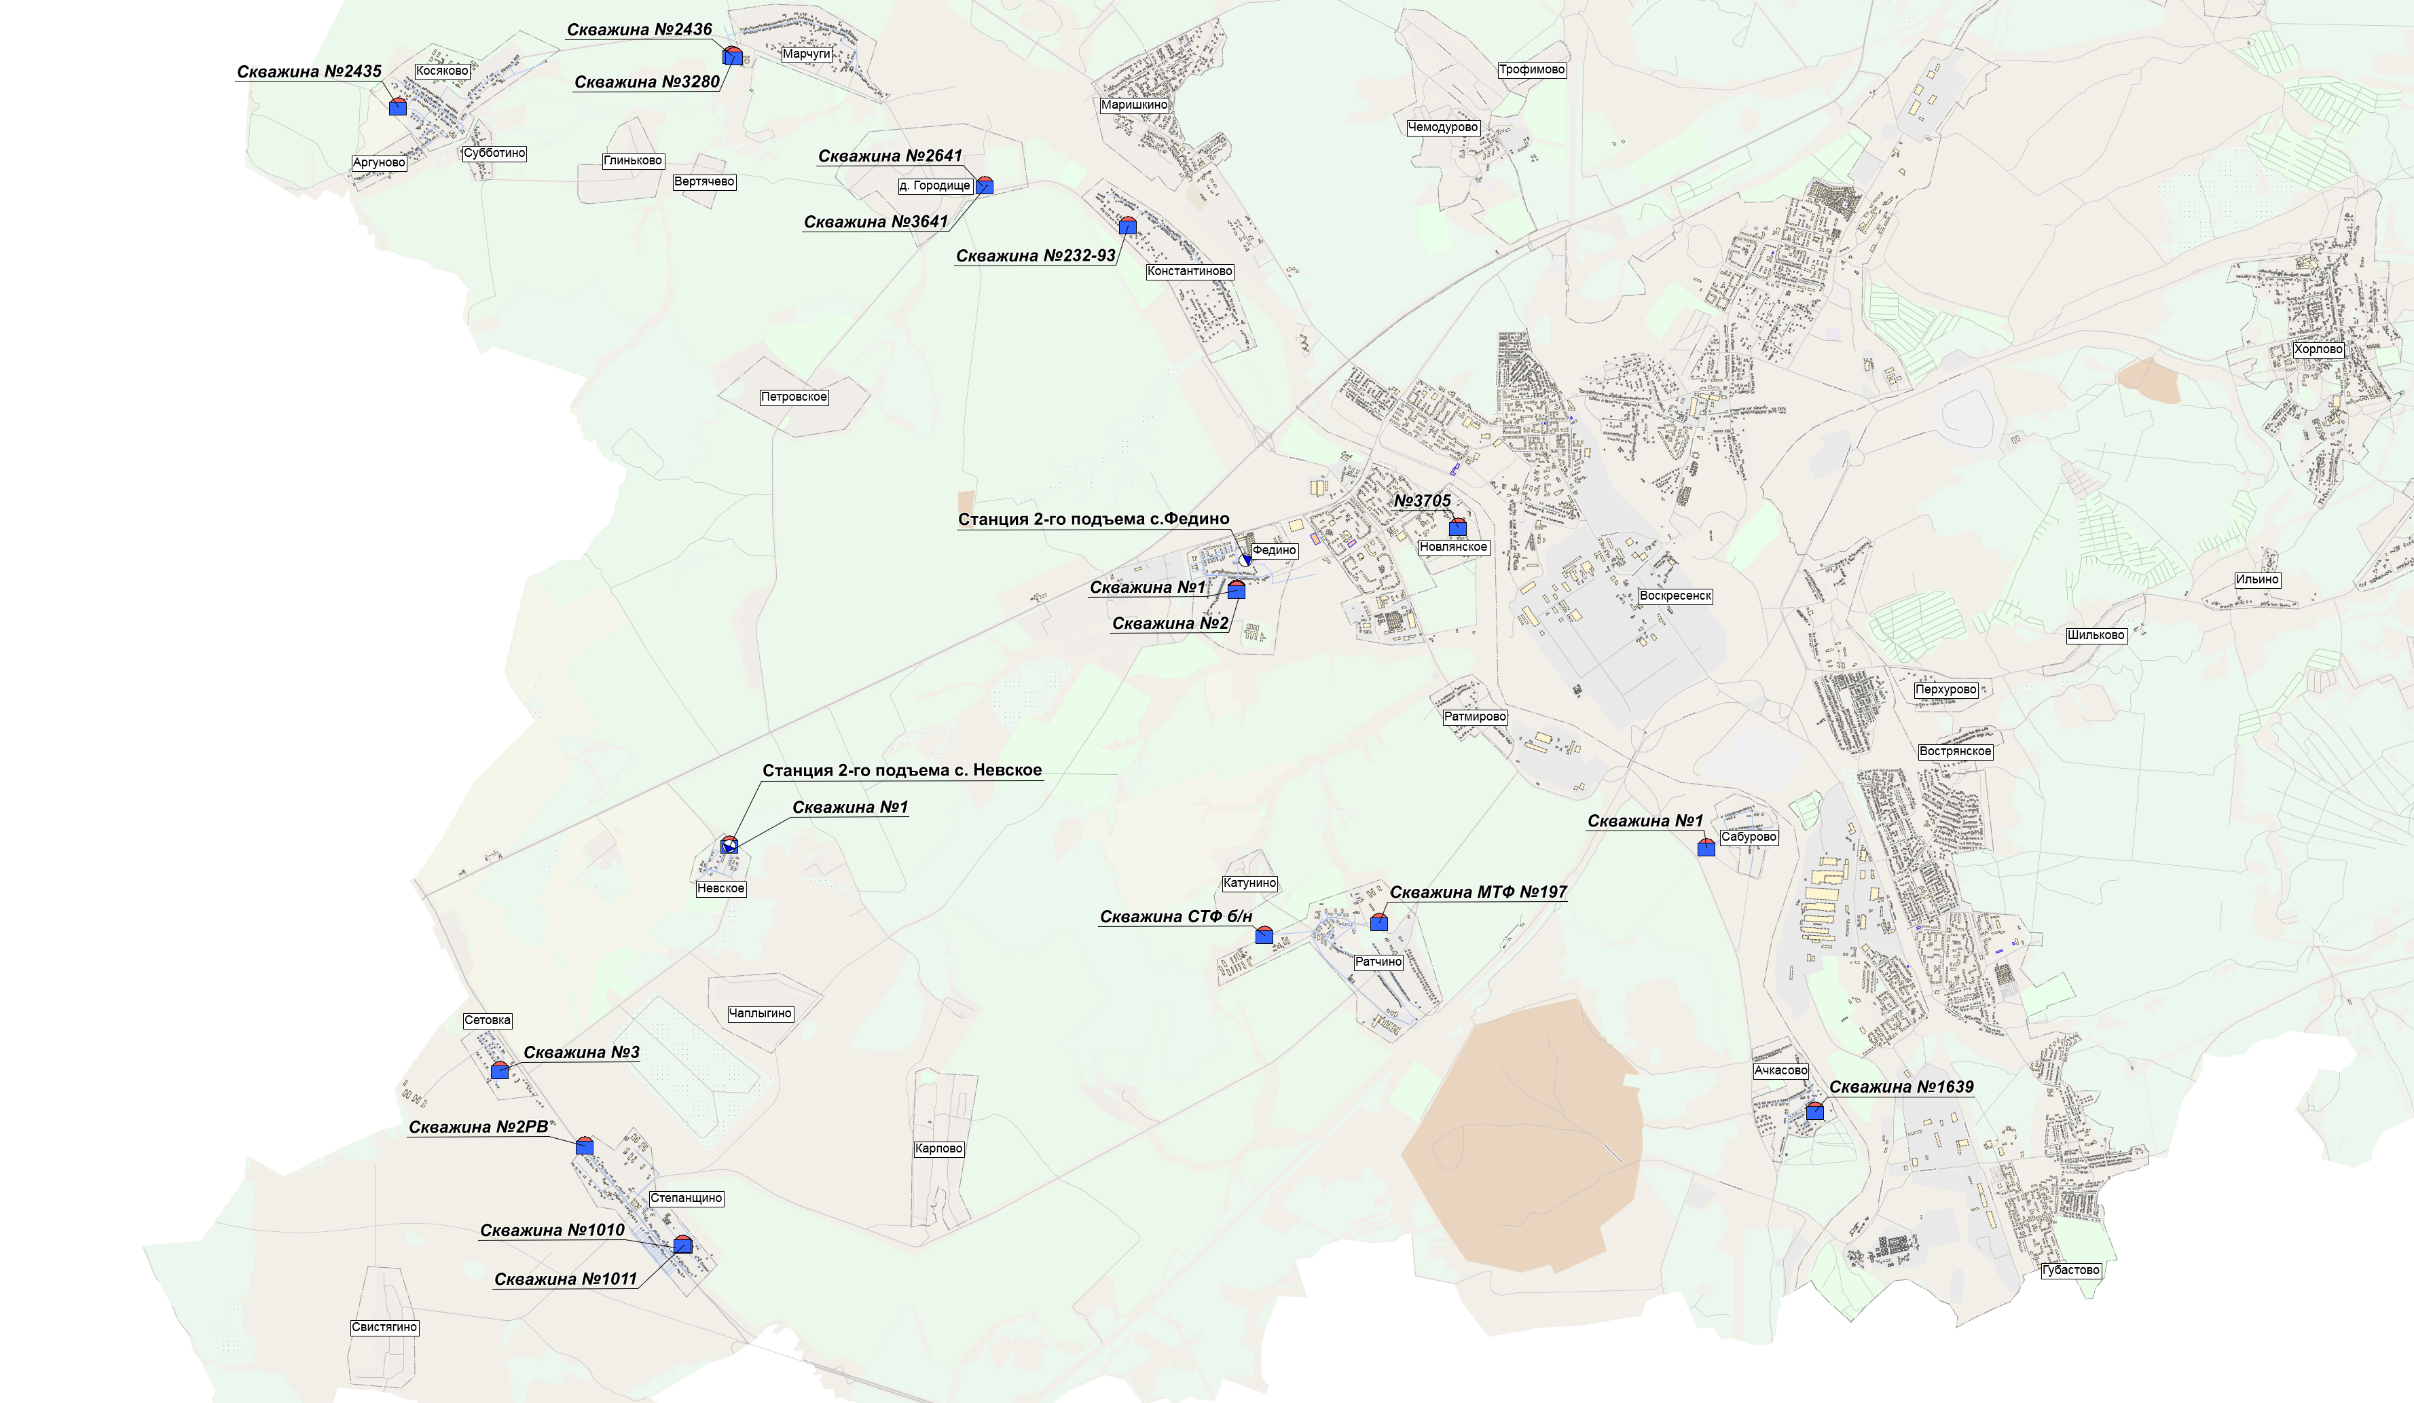 Скважина №2436
Марчуги
Косяково
Скважина №2435
Скважина №3280
Трофимово
Маришкино
Чемодурово
Субботино
Аргуново
Глиньково
Вертячево
Скважина №2641
д. Городище
Скважина №3641
Скважина №232-93
Константиново
Хорлово
Петровское
№3705
Станция 2-го подъема с.Федино
Федино
Новлянское
Скважина №1
Скважина №2
Воскресенск
Ильино
Шильково
Перхурово
Ратмирово
Вострянское
Станция 2-го подъема с. Невское
Скважина №1
Невское
Скважина №1
Сабурово
Катунино
Скважина МТФ №197
Скважина СТФ б/н
Ратчино
Чаплыгино
Сетовка
Скважина №3
Ачкасово
Скважина №1639
Скважина №2РВ
Карпово
Степанщино
Скважина №1010
Скважина №1011
Губастово
Свистягино